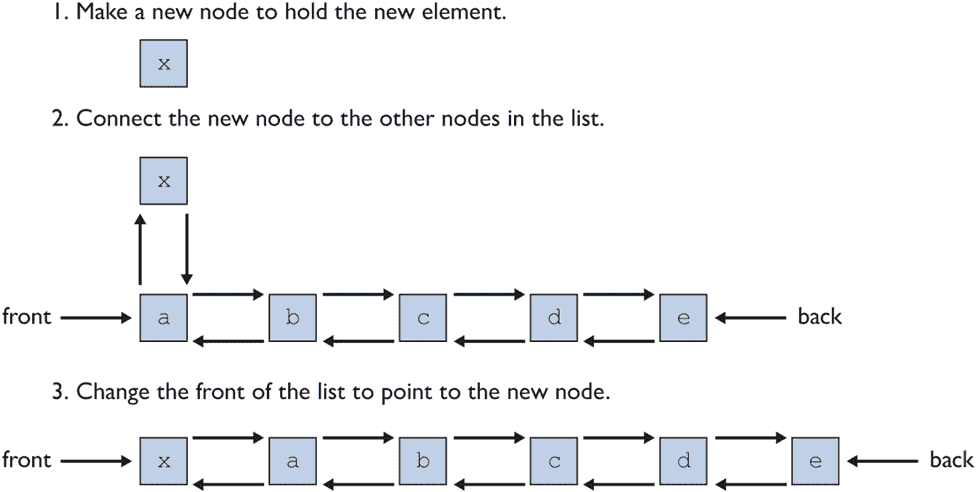 1. Make a new node to hold the new element.
x
2. Connect the new node to the other nodes in the list.
x
front a b c d e back
3. Change the front of the list to point to the new node.
front x a b c d e back